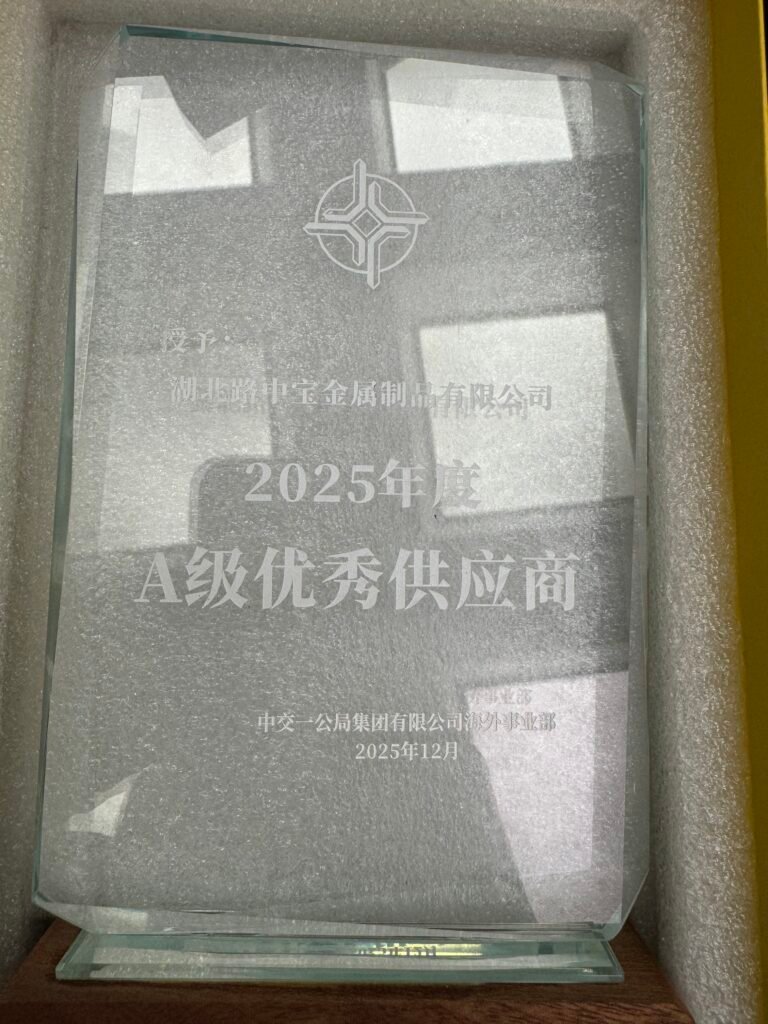 授予：
湖北路中宝金属制品有限公司
2025年度
A级优秀供应商
中交一公局集团有限公司海外事业部
2025年12月